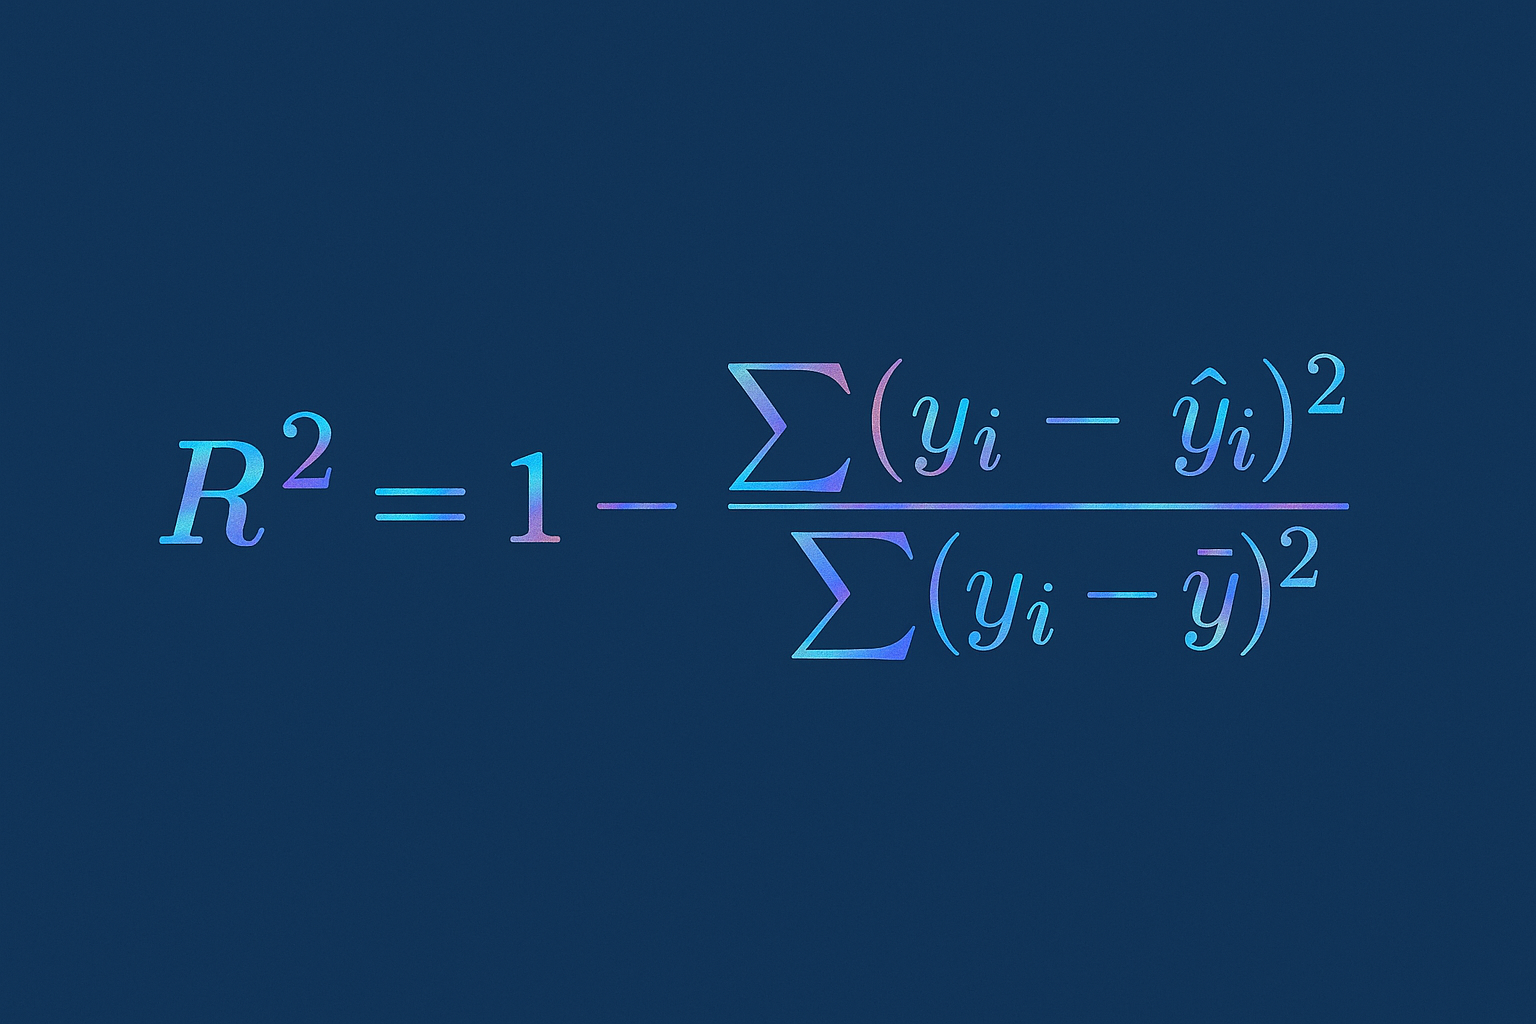 R² = 1 − ∑(yᵢ − ŷᵢ)² / ∑(yᵢ − ȳ)²